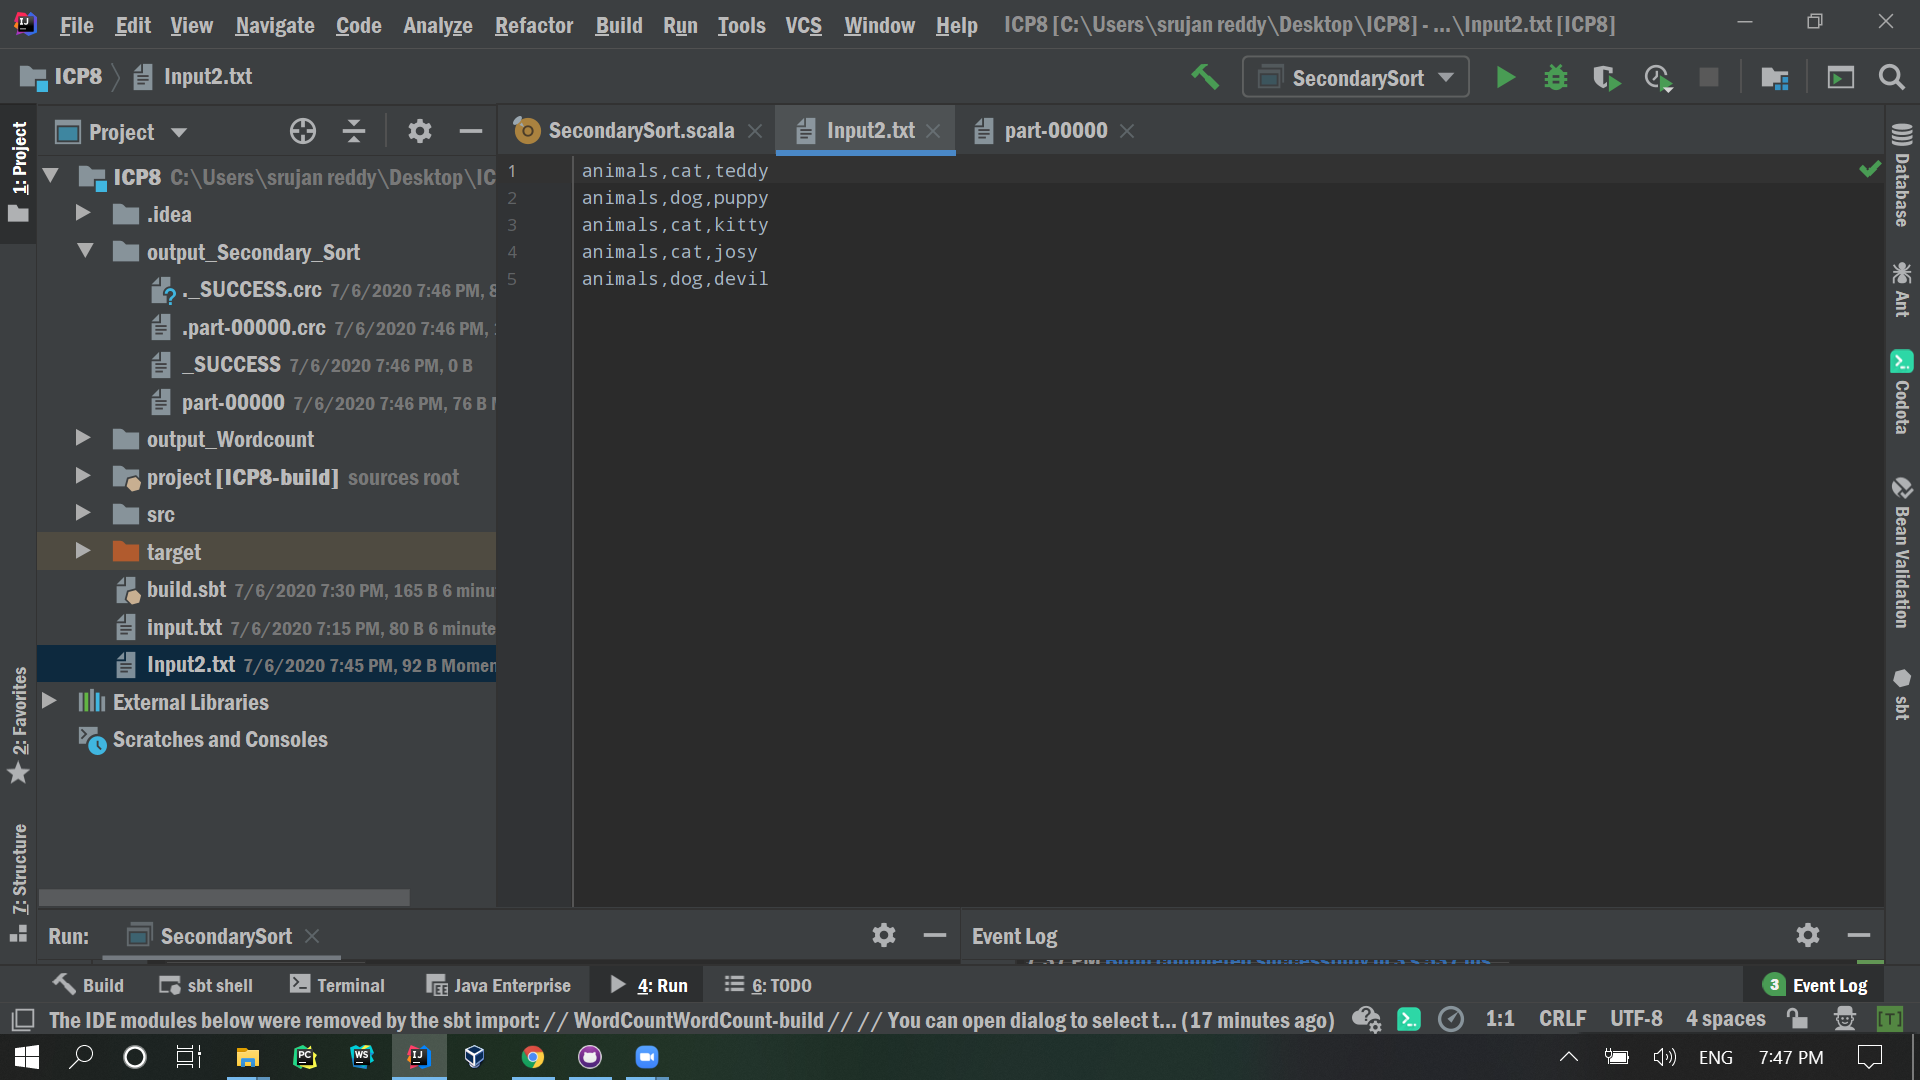 File Edit View Navigate Code Analyze Refactor Build Run Tools VCS Window Help ICP8 [C:\Users\srujan reddy\Desktop\ICP8] - ...\Input2.txt [ICP8]
ICP8 Input2.txt
SecondarySort
1: Project
Project
SecondarySort.scala
Input2.txt
part-00000
ICP8 C:\Users\srujan reddy\Desktop\IC
.idea
output_Secondary_Sort
._SUCCESS.crc 7/6/2020 7:46 PM, 8
.part-00000.crc 7/6/2020 7:46 PM,
_SUCCESS 7/6/2020 7:46 PM, 0 B
part-00000 7/6/2020 7:46 PM, 76 B
output_Wordcount
project [ICP8-build] sources root
src
target
build.sbt 7/6/2020 7:30 PM, 165 B 6 minu
input.txt 7/6/2020 7:15 PM, 80 B 6 minute
Input2.txt 7/6/2020 7:45 PM, 92 B Momen
External Libraries
Scratches and Consoles
1 animals,cat,teddy
2 animals,dog,puppy
3 animals,cat,kitty
4 animals,cat,josy
5 animals,dog,devil
Database
Ant
Codota
Bean Validation
sbt
2: Favorites
7: Structure
Run: SecondarySort
Event Log
7:37 PM Build completed successfully in
Build sbt shell Terminal Java Enterprise 4: Run 6: TODO
3 Event Log
The IDE modules below were removed by the sbt import: // WordCountWordCount-build // // You can open dialog to select t... (17 minutes ago)
1:1 CRLF UTF-8 4 spaces [T]
PC WS IJ
ENG 7:47 PM